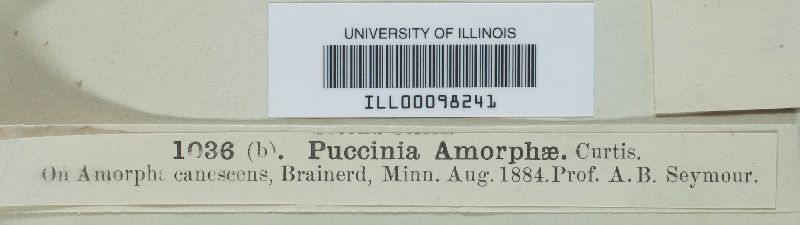 UNIVERSITY OF ILLINOIS
ILL00098241
1036 (b). Puccinia Amorphæ. Curtis.
On Amorpha canescens, Brainerd, Minn. Aug. 1884. Prof. A. B. Seymour.